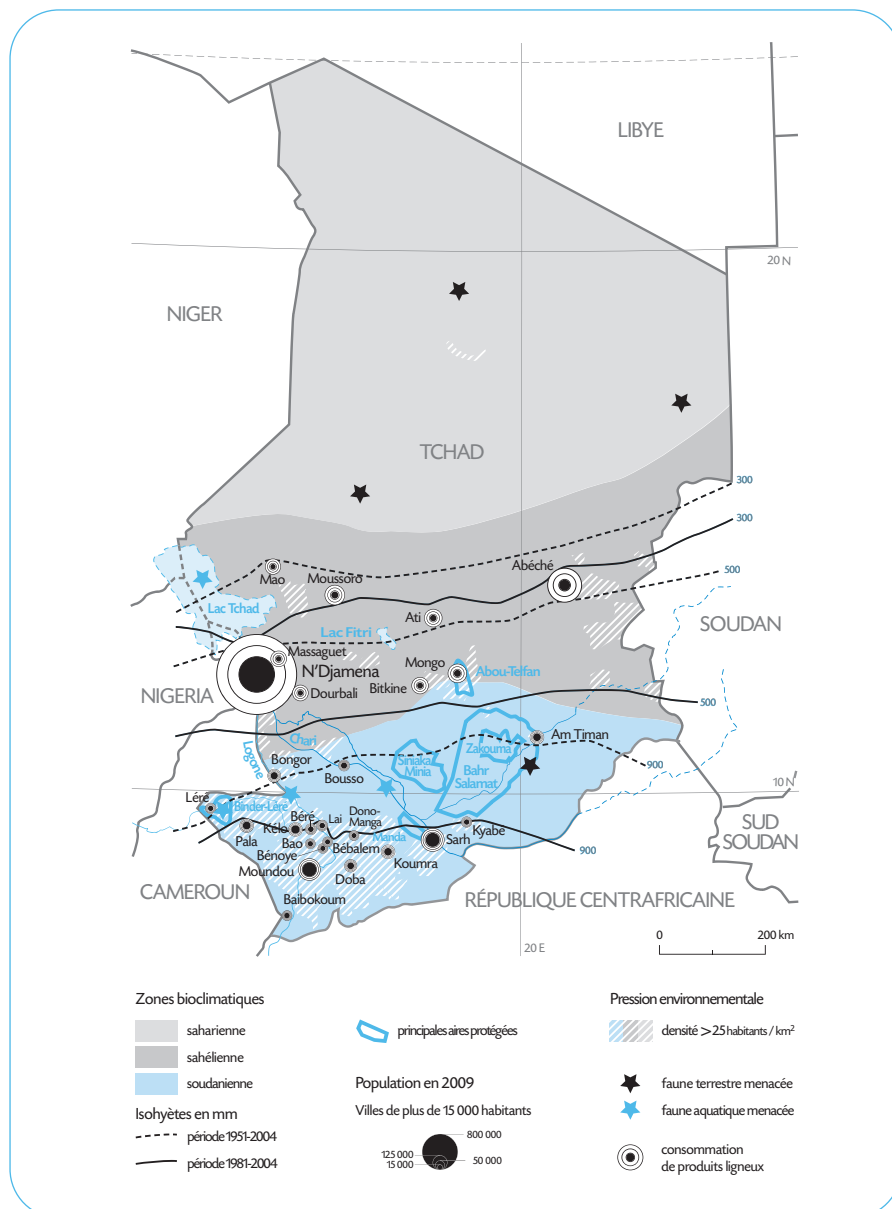 LIBYE
20 N
NIGER
TCHAD
300
300
Abéché
500
Mao
Moussoro
Lac Tchad
Ati
SOUDAN
Lac Fitri
Massaguet
N'Djamena
Mongo
Abou-Telfan
NIGERIA
Dourbali
Bitkine
500
Chari
Am Timan
Logone
Zakouma
Siniaka
Minia
Bahr
Salamat
900
Bongor
Bousso
10 N
Léré
Binder-Léré
Béré
Lai
Dono-
Manga
Kélo
Manda
Kyabe
SUD
SOUDAN
Pala
Bao
Bébalem
Sarh
900
Bénoye
Koumra
Moundou
Doba
CAMEROUN
RÉPUBLIQUE CENTRAFRICAINE
Baibokoum
0
200 km
20 E
Zones bioclimatiques
saharienne
sahélienne
soudanienne
Isohyètes en mm
période 1951-2004
période 1981-2004
principales aires protégées
Population en 2009
Villes de plus de 15 000 habitants
800 000
125 000
50 000
15 000
Pression environnementale
densité > 25 habitants / km²
faune terrestre menacée
faune aquatique menacée
consommation
de produits ligneux